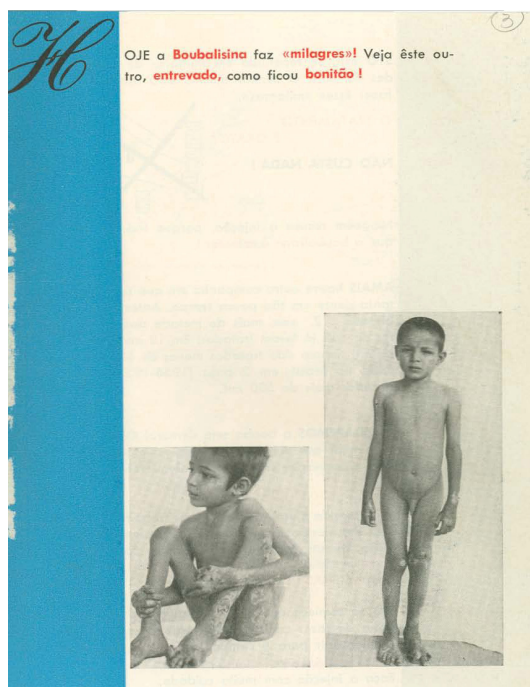 3
HOJE a Boubalisina faz «milagres»! Veja êste ou-
tro, entrevado, como ficou bonitão !